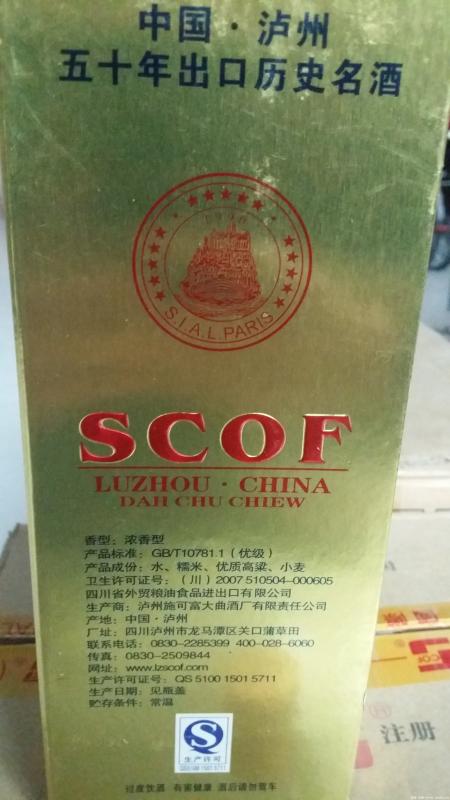 中国·泸州
五十年出口历史名酒
1990
S.I.A.L.PARIS
SCOF
LUZHOU · CHINA
DAH CHU CHIEW
香型：浓香型
产品标准：GB/T10781.1（优级）
产品成份：水、糯米、优质高粱、小麦
卫生许可证号：（川）2007 510504-000605
四川省外贸粮油食品进出口有限公司
生产商：泸州施可富大曲酒厂有限责任公司
产地：中国·泸州
厂址：四川泸州市龙马潭区关口蒲草田
联系电话：0830-2285399 400-028-6060
传真：0830-2509844
网址：www.lzscof.com
生产许可证号：QS 5100 1501 5711
生产日期：见瓶盖
贮存条件：常温
生产许可
过度饮酒 有害健康 酒后请勿驾车
注册